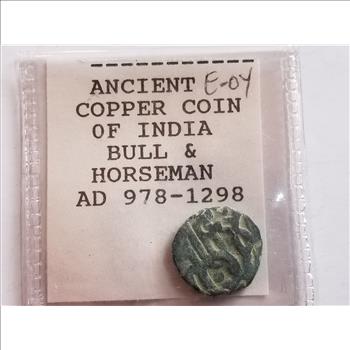 ANCIENT E-04
COPPER COIN
OF INDIA
BULL &
HORSEMAN
AD 978-1298